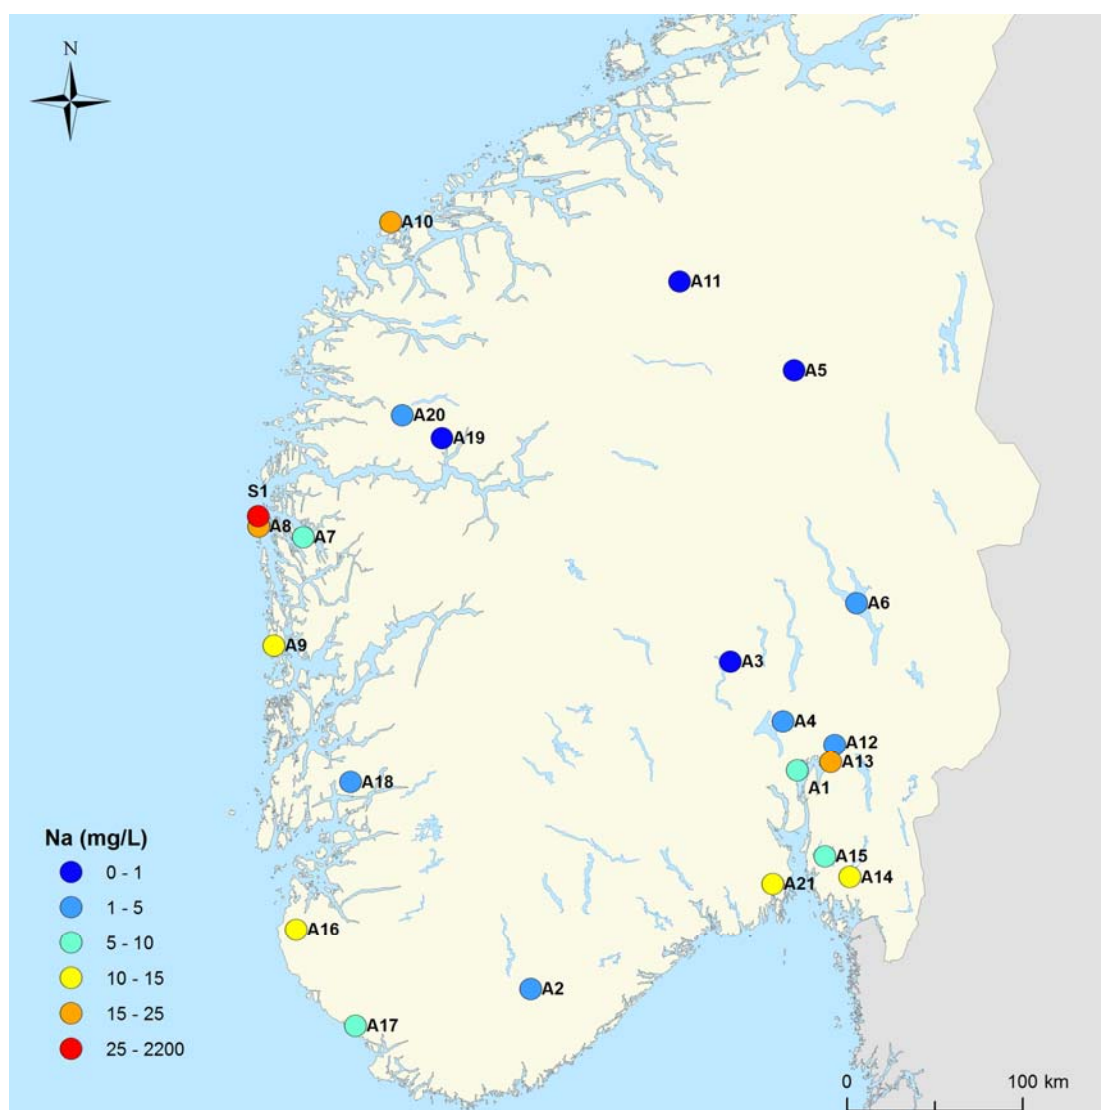 N
A10
A11
A5
A20
A19
S1
A8
A7
A6
A9
A3
A4
A12
A13
A1
A18
A15
A14
A21
A16
A2
A17
Na (mg/L)
0 - 1
1 - 5
5 - 10
10 - 15
15 - 25
25 - 2200
0 100 km